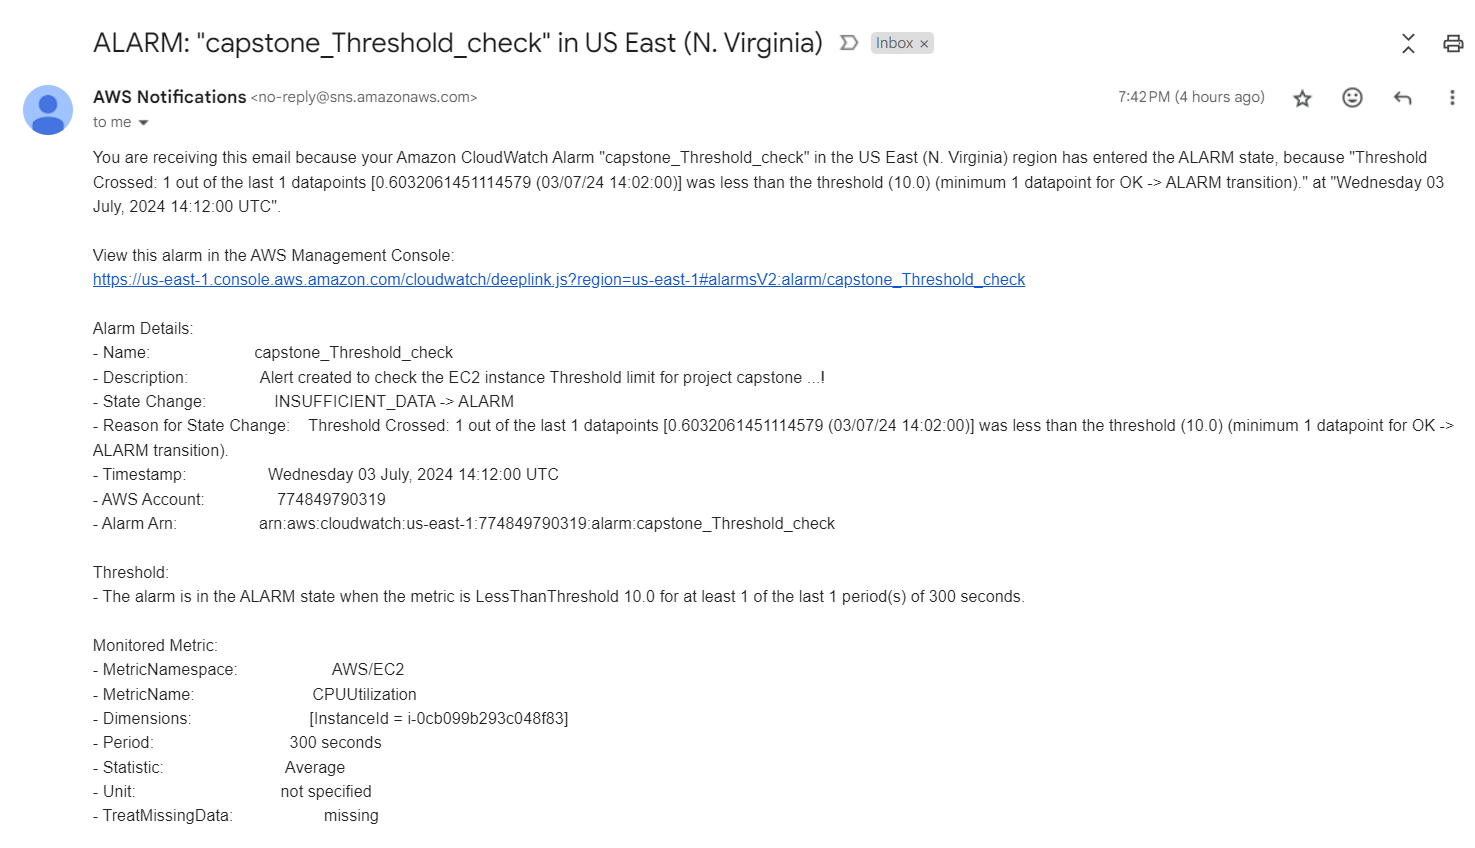 ALARM: "capstone_Threshold_check" in US East (N. Virginia) Inbox ×
AWS Notifications <no-reply@sns.amazonaws.com> 7:42 PM (4 hours ago)
to me
You are receiving this email because your Amazon CloudWatch Alarm "capstone_Threshold_check" in the US East (N. Virginia) region has entered the ALARM state, because "Threshold
Crossed: 1 out of the last 1 datapoints [0.6032061451114579 (03/07/24 14:02:00)] was less than the threshold (10.0) (minimum 1 datapoint for OK -> ALARM transition)." at "Wednesday 03
July, 2024 14:12:00 UTC".
View this alarm in the AWS Management Console:
https://us-east-1.console.aws.amazon.com/cloudwatch/deeplink.js?region=us-east-1#alarmsV2:alarm/capstone_Threshold_check
Alarm Details:
- Name: capstone_Threshold_check
- Description: Alert created to check the EC2 instance Threshold limit for project capstone ...!
- State Change: INSUFFICIENT_DATA -> ALARM
- Reason for State Change: Threshold Crossed: 1 out of the last 1 datapoints [0.6032061451114579 (03/07/24 14:02:00)] was less than the threshold (10.0) (minimum 1 datapoint for OK ->
ALARM transition).
- Timestamp: Wednesday 03 July, 2024 14:12:00 UTC
- AWS Account: 774849790319
- Alarm Arn: arn:aws:cloudwatch:us-east-1:774849790319:alarm:capstone_Threshold_check
Threshold:
- The alarm is in the ALARM state when the metric is LessThanThreshold 10.0 for at least 1 of the last 1 period(s) of 300 seconds.
Monitored Metric:
- MetricNamespace: AWS/EC2
- MetricName: CPUUtilization
- Dimensions: [InstanceId = i-0cb099b293c048f83]
- Period: 300 seconds
- Statistic: Average
- Unit: not specified
- TreatMissingData: missing